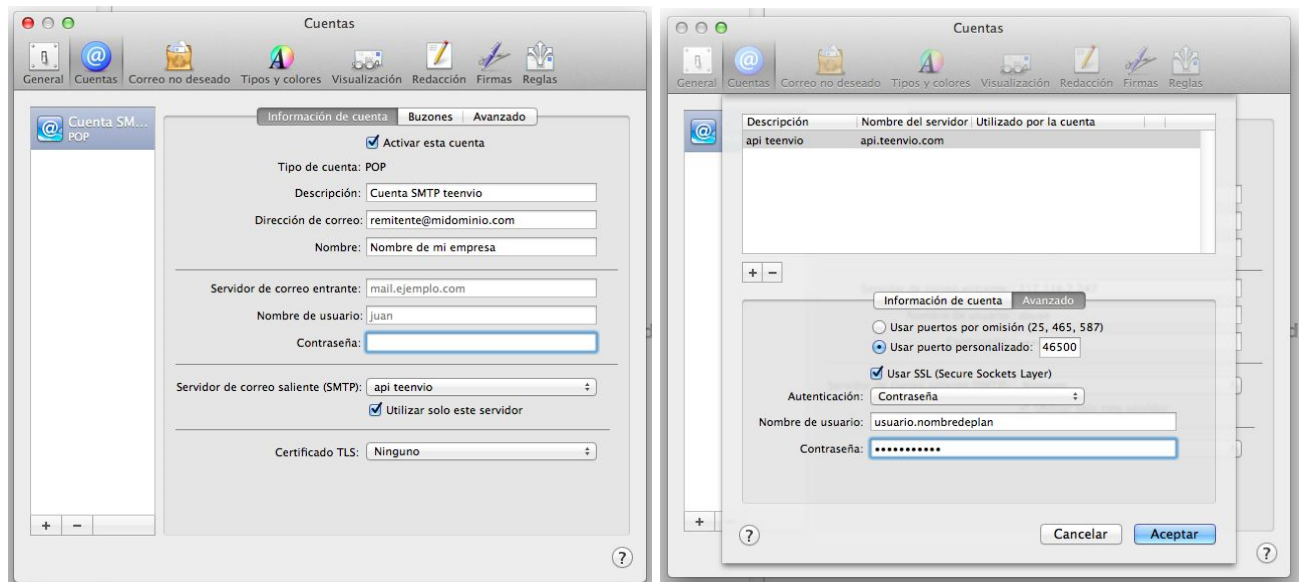 Cuentas
General Cuentas Correo no deseado Tipos y colores Visualización Redacción Firmas Reglas
Cuenta SM...
POP
Información de cuenta Buzones Avanzado
Activar esta cuenta
Tipo de cuenta: POP
Descripción: Cuenta SMTP teenvio
Dirección de correo: remitente@midominio.com
Nombre: Nombre de mi empresa
Servidor de correo entrante: mail.ejemplo.com
Nombre de usuario: juan
Contraseña:
Servidor de correo saliente (SMTP): api teenvio
Utilizar solo este servidor
Certificado TLS: Ninguno
+ −
?
Cuentas
General Cuentas Correo no deseado Tipos y colores Visualización Redacción Firmas Reglas
Descripción Nombre del servidor Utilizado por la cuenta
api teenvio api.teenvio.com
+ −
Información de cuenta Avanzado
Usar puertos por omisión (25, 465, 587)
Usar puerto personalizado: 46500
Usar SSL (Secure Sockets Layer)
Autenticación: Contraseña
Nombre de usuario: usuario.nombredeplan
Contraseña: •••••••••••
+
? Cancelar Aceptar
?